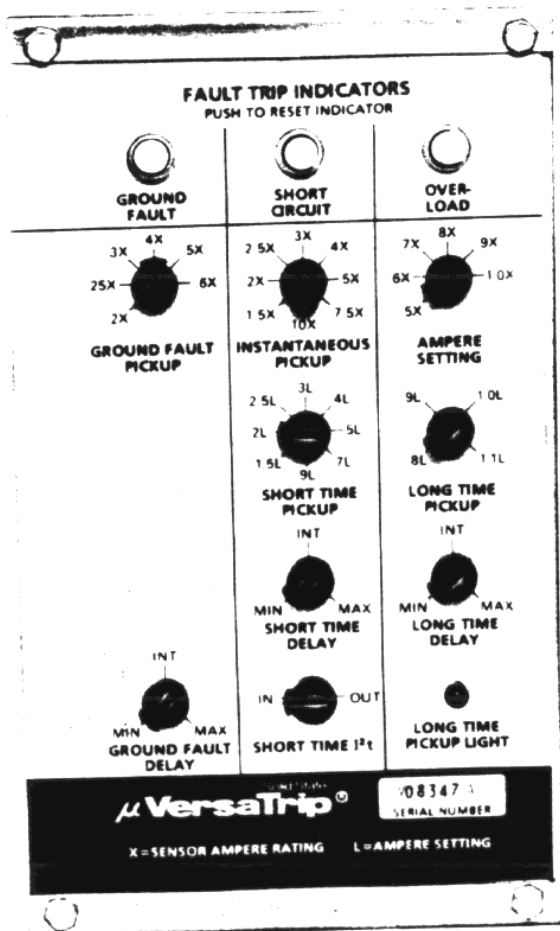 FAULT TRIP INDICATORS
PUSH TO RESET INDICATOR
GROUND
FAULT
SHORT
CIRCUIT
OVER-
LOAD
4X
3X 5X
25X 6X
2X
GROUND FAULT
PICKUP
3X
2 5X 4X
2X 5X
1 5X 7 5X
10X
INSTANTANEOUS
PICKUP
8X
7X 9X
6X 1 0X
5X
AMPERE
SETTING
3L
2 5L 4L
2L 5L
1 5L 7L
9L
SHORT TIME
PICKUP
9L 1 0L
8L 1 1L
LONG TIME
PICKUP
INT
MIN MAX
SHORT TIME
DELAY
INT
MIN MAX
LONG TIME
DELAY
INT
MIN MAX
GROUND FAULT
DELAY
IN OUT
SHORT TIME I²t
LONG TIME
PICKUP LIGHT
μVersaTrip®
08347
SERIAL NUMBER
X=SENSOR AMPERE RATING L=AMPERE SETTING